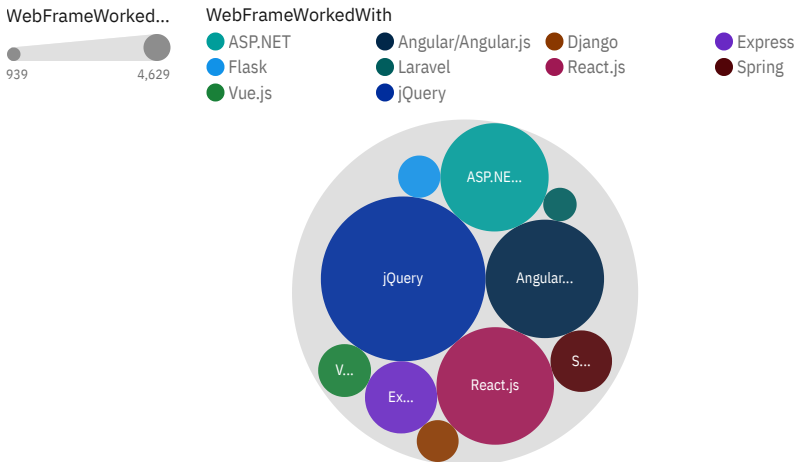 WebFrameWorked...
939 4,629
WebFrameWorkedWith
ASP.NET Angular/Angular.js Django Express
Flask Laravel React.js Spring
Vue.js jQuery
ASP.NE...
jQuery Angular...
S...
V...
React.js
Ex...